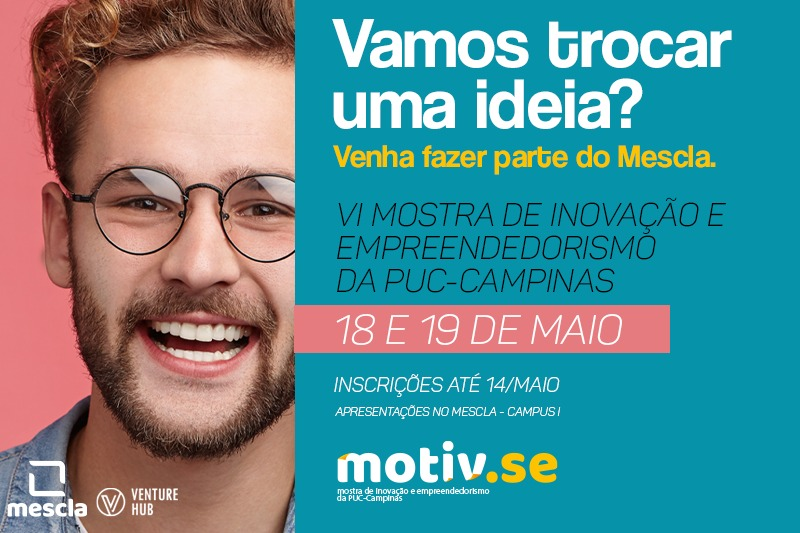 Vamos trocar
uma ideia?
Venha fazer parte do Mescla.
VI MOSTRA DE INOVAÇÃO E
EMPREENDEDORISMO
DA PUC-CAMPINAS
18 E 19 DE MAIO
INSCRIÇÕES ATÉ 14/MAIO
APRESENTAÇÕES NO MESCLA - CAMPUS I
motiv.se
mostra de inovação e empreendedorismo
da PUC-Campinas
mescla
VENTURE
HUB